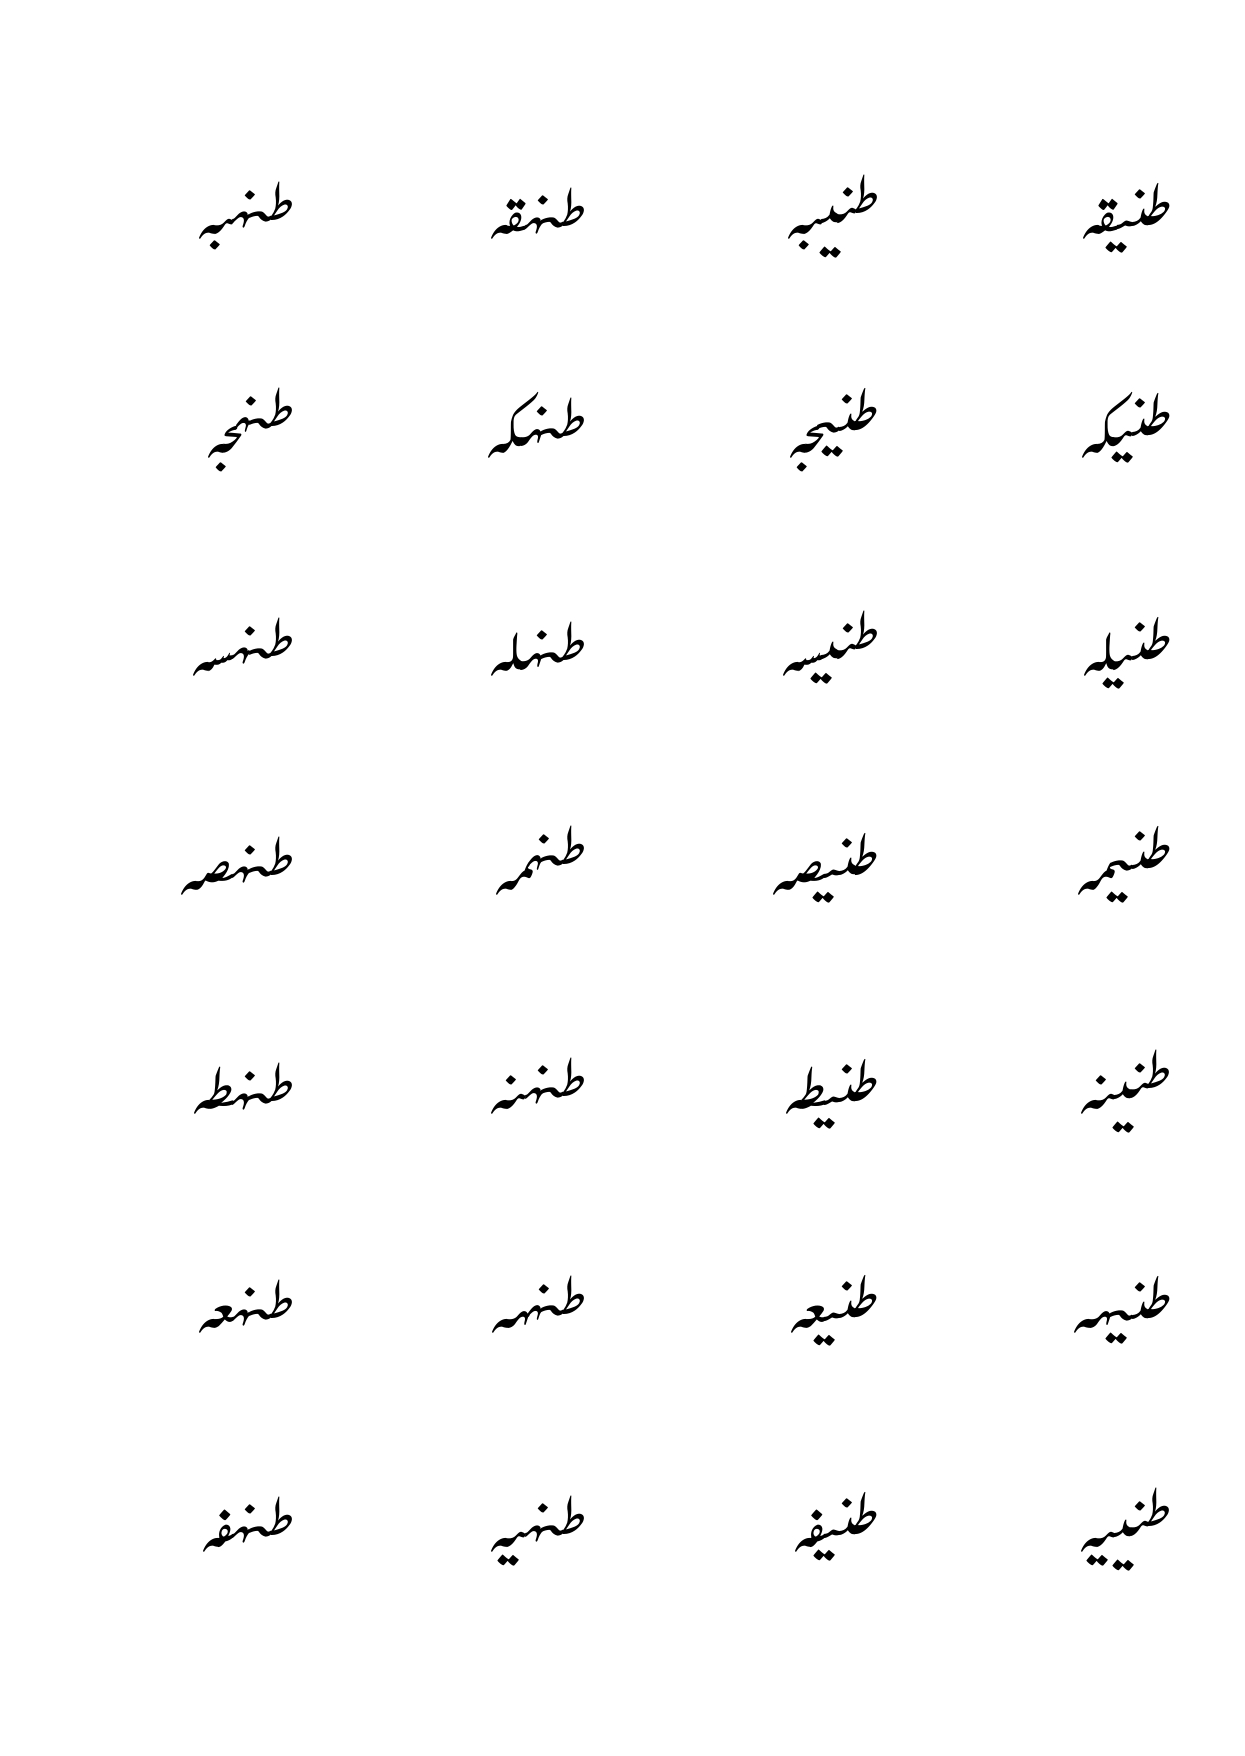 طنيقه طنيبه طنهقه طنهبه
طنيكه طنيجه طنهكه طنهجه
طنيله طنيسه طنهله طنهسه
طنيمه طنيصه طنهمه طنهصه
طنينه طنيطه طنهنه طنهطه
طنيهه طنيعه طنههه طنهعه
طنييه طنيفه طنهيه طنهفه